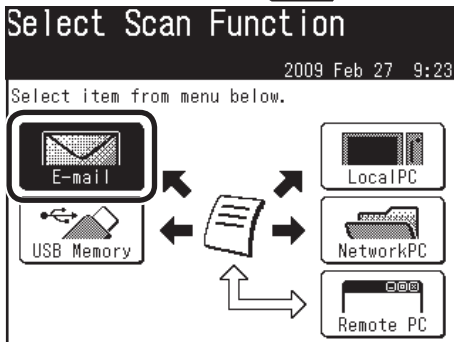 Select Scan Function
2009 Feb 27 9:23
Select item from menu below.
E-mail
LocalPC
USB Memory
NetworkPC
Remote PC